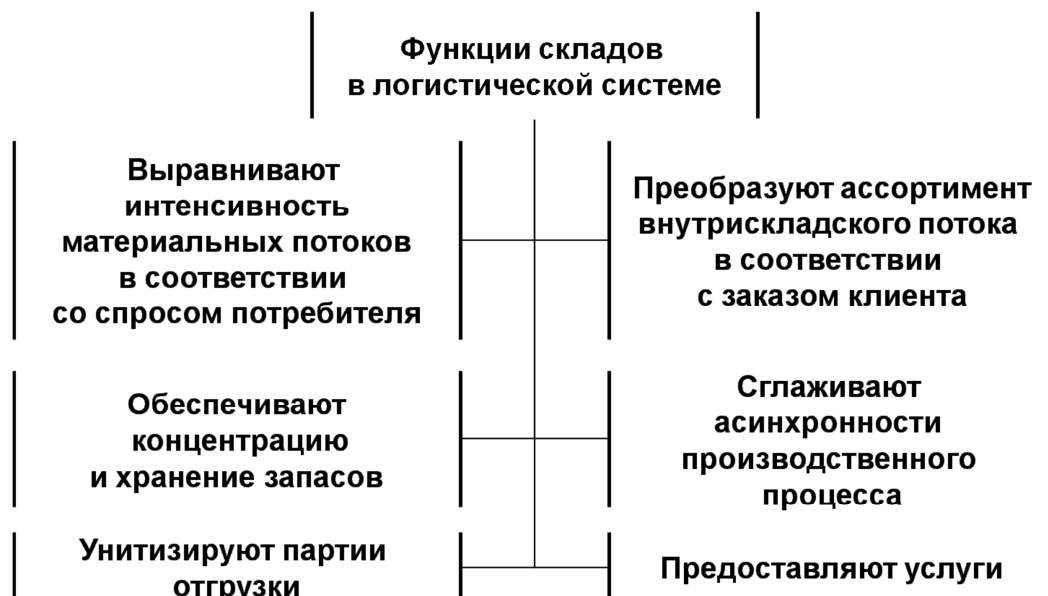 Функции складов
в логистической системе
Выравнивают
интенсивность
материальных потоков
в соответствии
со спросом потребителя
Преобразуют ассортимент
внутрискладского потока
в соответствии
с заказом клиента
Обеспечивают
концентрацию
и хранение запасов
Сглаживают
асинхронности
производственного
процесса
Унитизируют партии
отгрузки
Предоставляют услуги